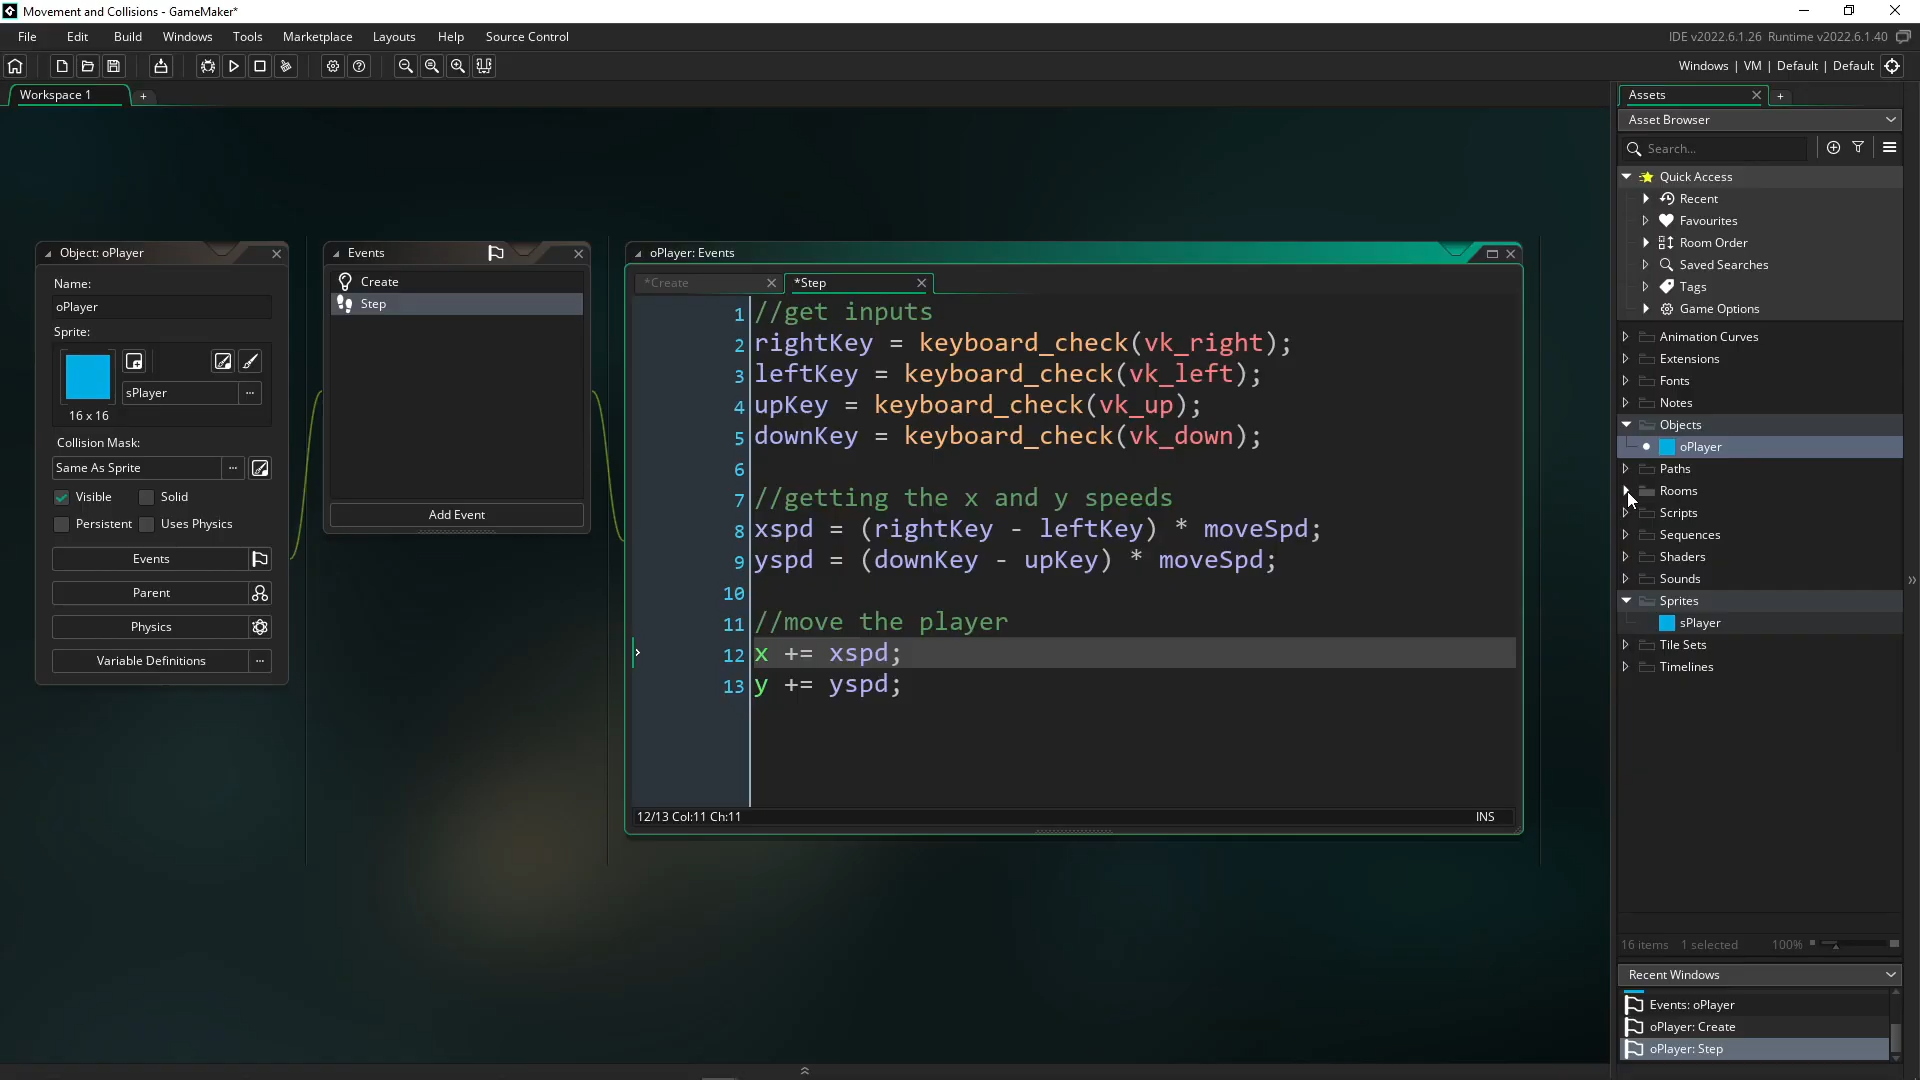 Movement and Collisions - GameMaker*
File Edit Build Windows Tools Marketplace Layouts Help Source Control
IDE v2022.6.1.26 Runtime v2022.6.1.40
Windows | VM | Default | Default
Workspace 1 +
Object: oPlayer
Name:
oPlayer
Sprite:
sPlayer ...
16 x 16
Collision Mask:
Same As Sprite ...
Visible Solid
Persistent Uses Physics
Events
Parent
Physics
Variable Definitions ...
Events
Create
Step
Add Event
oPlayer: Events
*Create *Step
1 //get inputs
2 rightKey = keyboard_check(vk_right);
3 leftKey = keyboard_check(vk_left);
4 upKey = keyboard_check(vk_up);
5 downKey = keyboard_check(vk_down);
6
7 //getting the x and y speeds
8 xspd = (rightKey - leftKey) * moveSpd;
9 yspd = (downKey - upKey) * moveSpd;
10
11 //move the player
12 x += xspd;
13 y += yspd;
12/13 Col:11 Ch:11 INS
Assets +
Asset Browser
Search...
Quick Access
Recent
Favourites
Room Order
Saved Searches
Tags
Game Options
Animation Curves
Extensions
Fonts
Notes
Objects
oPlayer
Paths
Rooms
Scripts
Sequences
Shaders
Sounds
Sprites
sPlayer
Tile Sets
Timelines
16 items 1 selected 100%
Recent Windows
Events: oPlayer
oPlayer: Create
oPlayer: Step